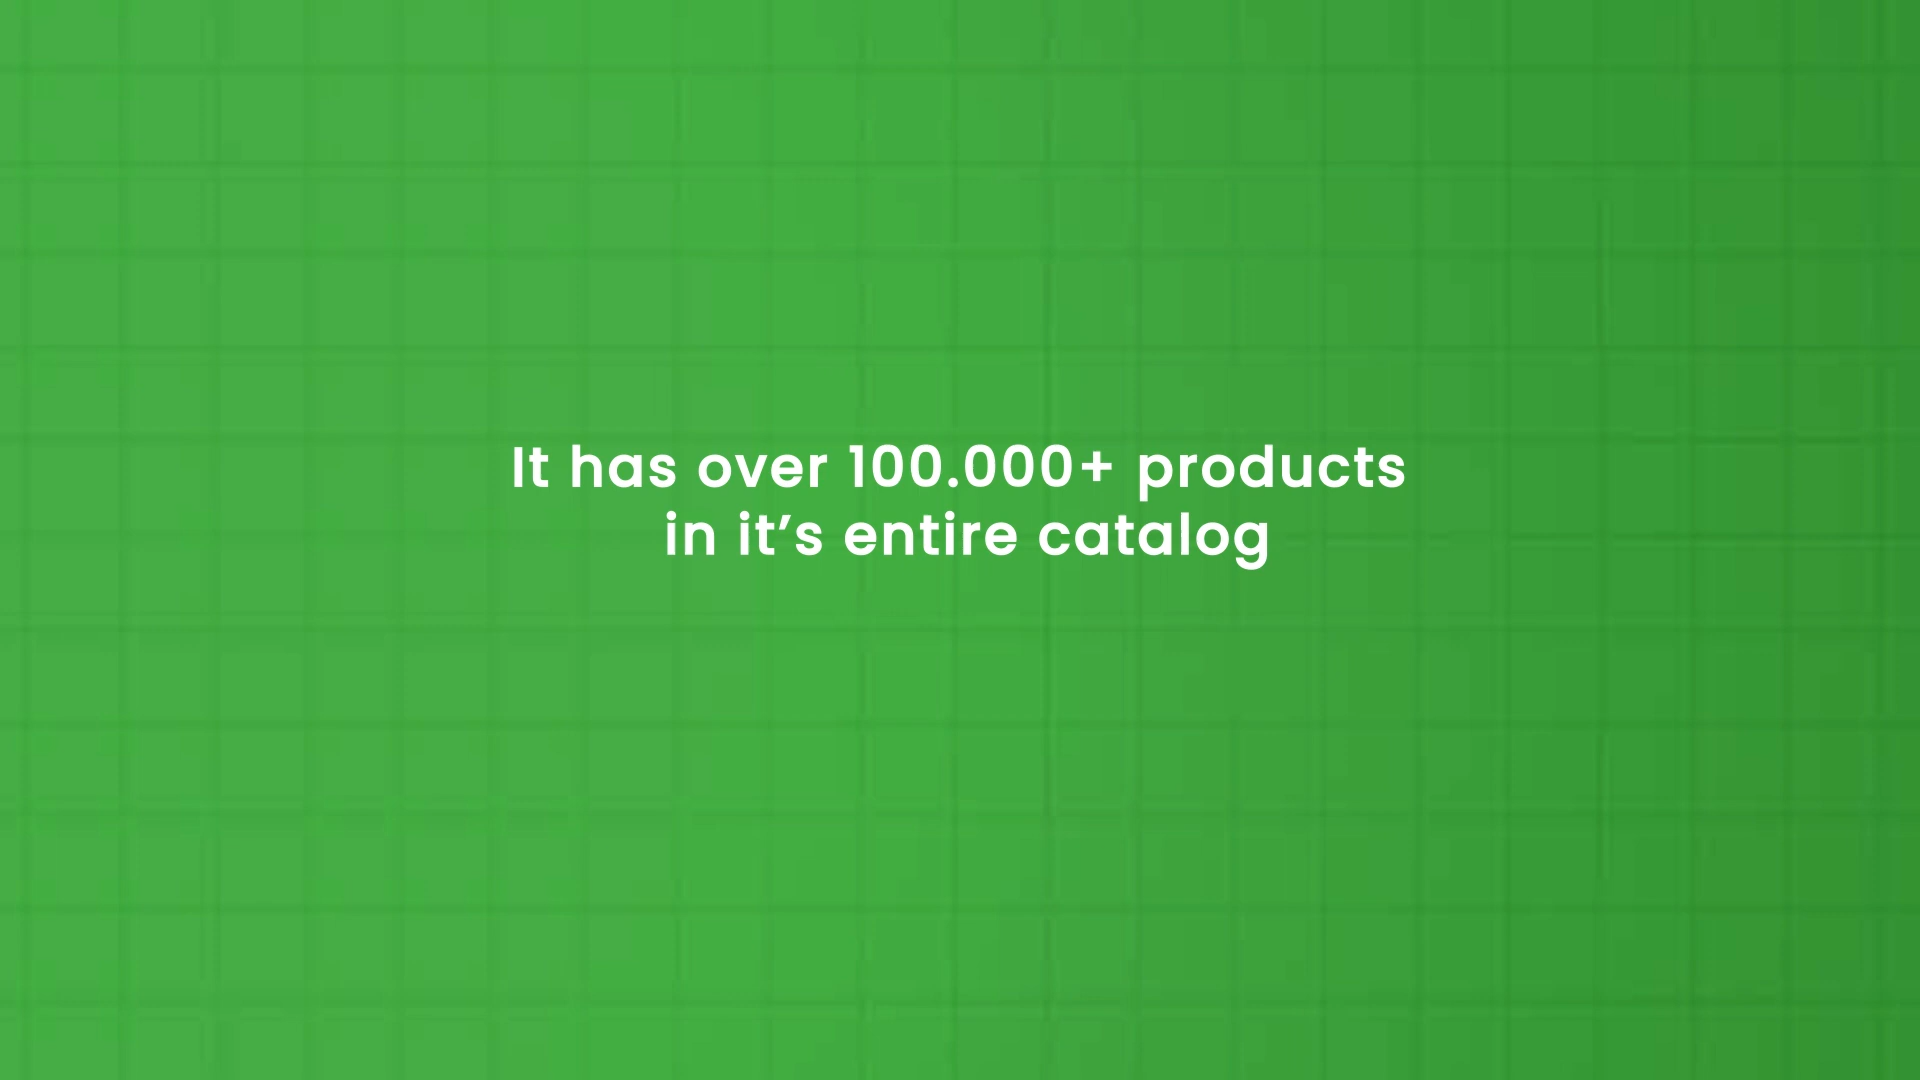 It has over 100.000+ products
in it’s entire catalog